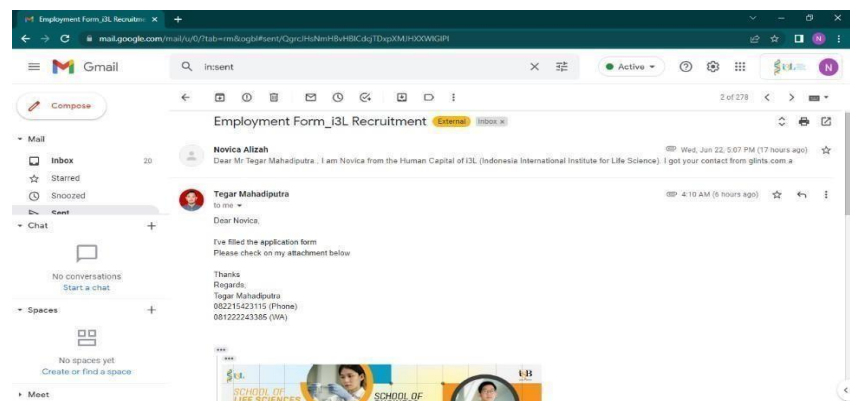 Employment Form_i3L Recruitme
mail.google.com/mail/u/0/?tab=rm&ogbl#sent/
Gmail
in:sent
Active
N
Compose
2 of 278
Employment Form_i3L Recruitment External Inbox x
Mail
Inbox 20
Starred
Snoozed
Sent
Novica Alizah Wed, Jun 22, 5:07 PM (17 hours ago)
Dear Mr Tegar Mahadiputra , I am Novica from the Human Capital of i3L (Indonesia International Institute for Life Science). I got your contact from glints.com a
Tegar Mahadiputra 4:10 AM (6 hours ago)
to me
Dear Novica,
I've filled the application form
Please check on my attachment below
Thanks
Regards,
Tegar Mahadiputra
082215423115 (Phone)
081222243385 (WA)
Chat
No conversations
Start a chat
Spaces
No spaces yet
Create or find a space
Meet
SCHOOL OF
LIFE SCIENCES
SCHOOL OF